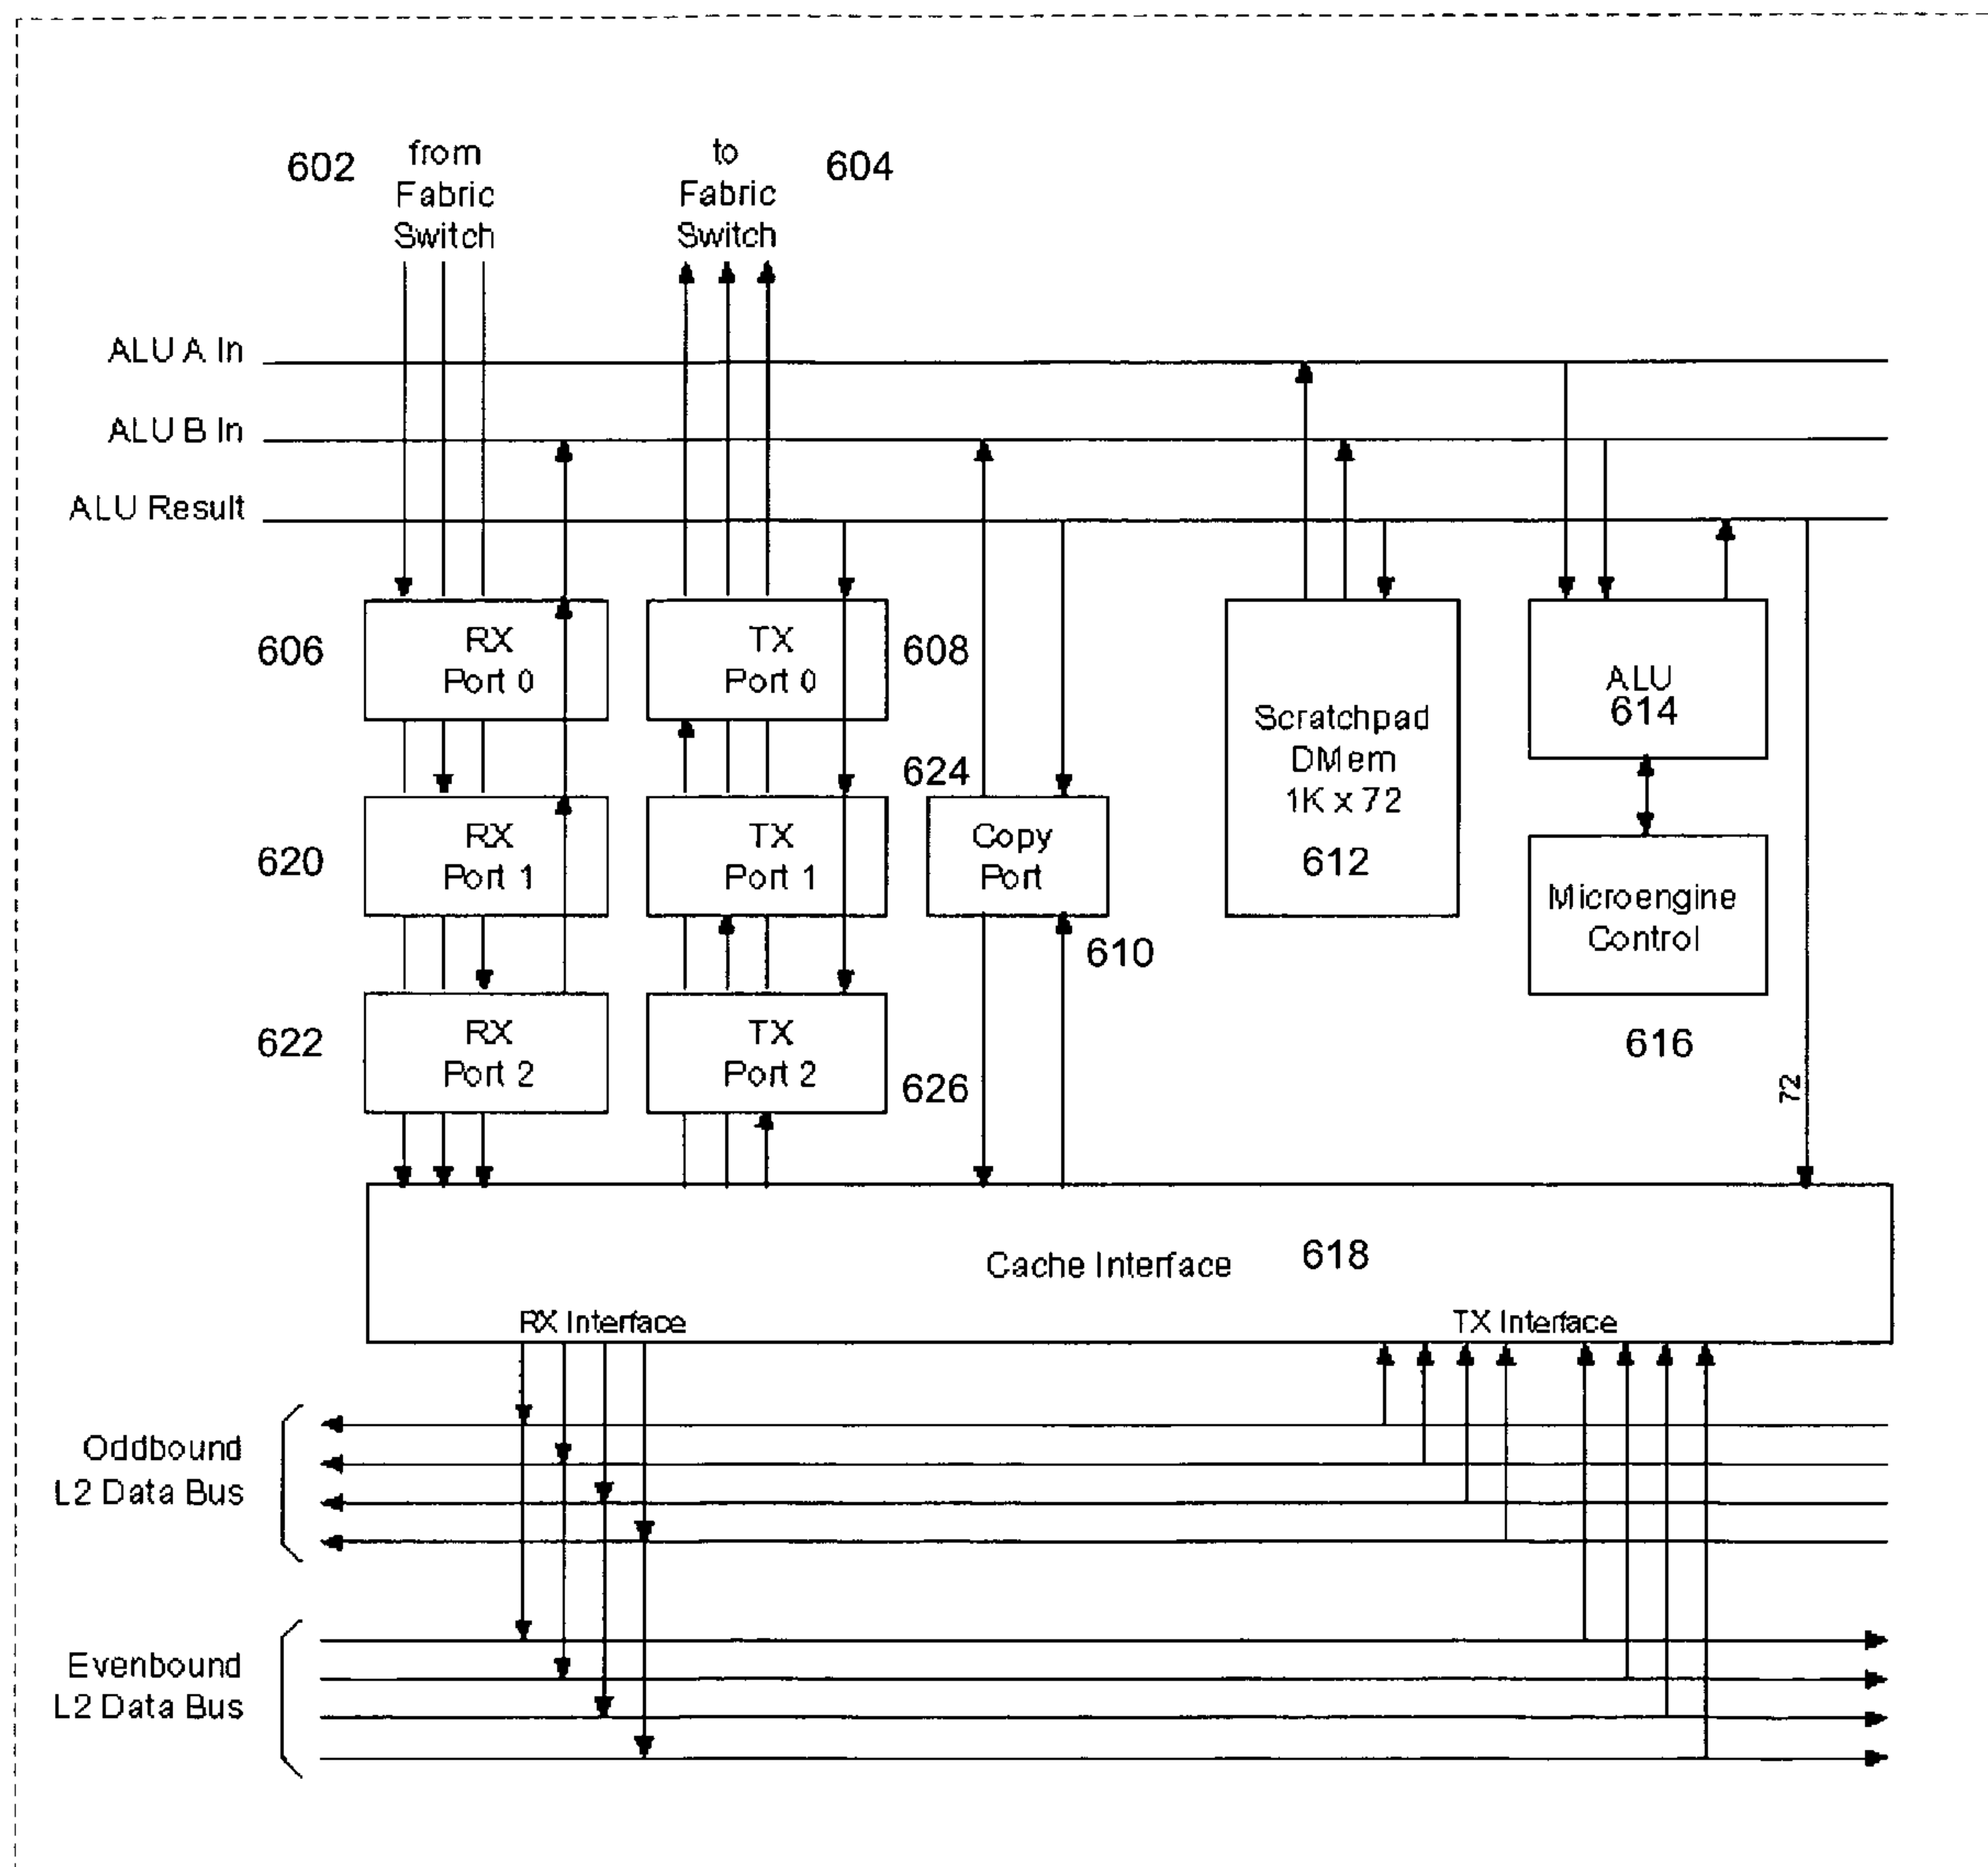 602
from
Fabric
Switch
to
Fabric
Switch
604
ALU A In
ALU B In
ALU Result
606
RX
Port 0
TX
Port 0
608
Scratchpad
DMem
1K x 72
612
ALU
614
620
RX
Port 1
TX
Port 1
624
Copy
Port
610
Microengine
Control
616
622
RX
Port 2
TX
Port 2
626
72
Cache Interface
618
RX Interface
TX Interface
Oddbound
L2 Data Bus
Evenbound
L2 Data Bus